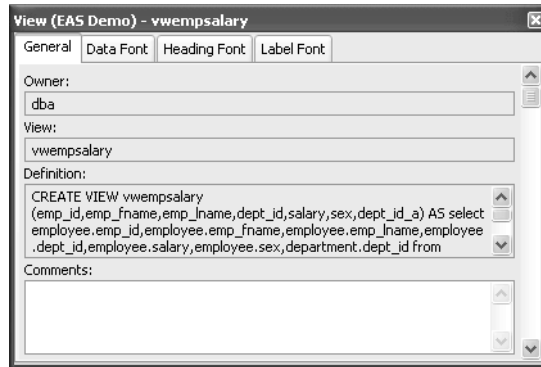 View (EAS Demo) - vwempsalary
General Data Font Heading Font Label Font
Owner:
dba
View:
vwempsalary
Definition:
CREATE VIEW vwempsalary
(emp_id,emp_fname,emp_lname,dept_id,salary,sex,dept_id_a) AS select
employee.emp_id,employee.emp_fname,employee.emp_lname,employee
.dept_id,employee.salary,employee.sex,department.dept_id from
Comments: